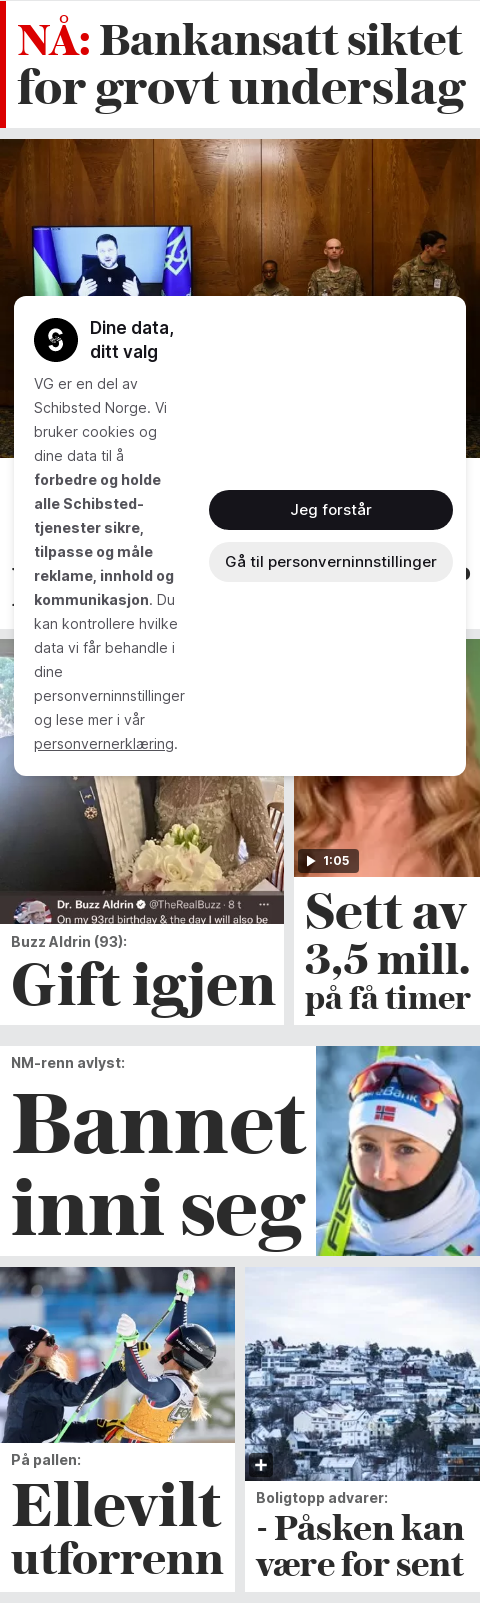 NÅ: Bankansatt siktet
for grovt underslag
Dine data,
ditt valg
VG er en del av
Schibsted Norge. Vi
bruker cookies og
dine data til å
forbedre og holde
alle Schibsted-
tjenester sikre,
tilpasse og måle
reklame, innhold og
kommunikasjon. Du
kan kontrollere hvilke
data vi får behandle i
dine
personverninnstillinger
og lese mer i vår
personvernerklæring.
Jeg forstår
Gå til personverninnstillinger
Dr. Buzz Aldrin @TheRealBuzz · 8 t
On my 93rd birthday & the day I will also be
Buzz Aldrin (93):
Gift igjen
1:05
Sett av
3,5 mill.
på få timer
NM-renn avlyst:
Bannet
inni seg
FIS
På pallen:
Ellevilt
utforrenn
Boligtopp advarer:
- Påsken kan
være for sent